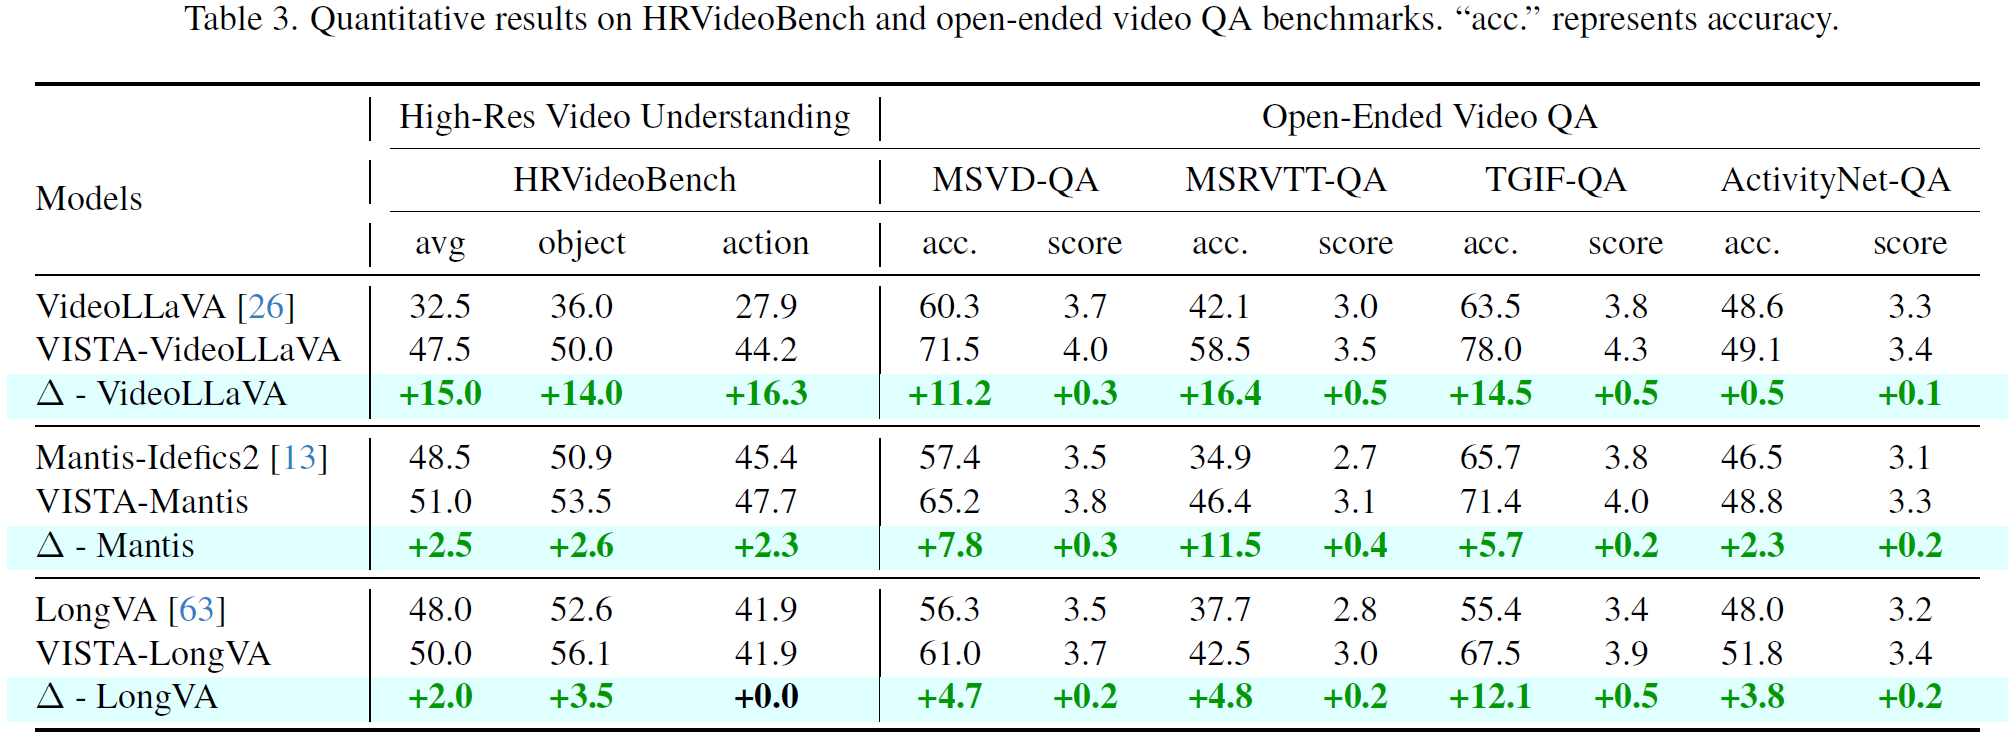 Table 3. Quantitative results on HRVideoBench and open-ended video QA benchmarks. “acc.” represents accuracy.
Models High-Res Video Understanding Open-Ended Video QA
HRVideoBench MSVD-QA MSRVTT-QA TGIF-QA ActivityNet-QA
avg object action acc. score acc. score acc. score acc. score
VideoLLaVA [26] 32.5 36.0 27.9 60.3 3.7 42.1 3.0 63.5 3.8 48.6 3.3
VISTA-VideoLLaVA 47.5 50.0 44.2 71.5 4.0 58.5 3.5 78.0 4.3 49.1 3.4
Δ - VideoLLaVA +15.0 +14.0 +16.3 +11.2 +0.3 +16.4 +0.5 +14.5 +0.5 +0.5 +0.1
Mantis-Idefics2 [13] 48.5 50.9 45.4 57.4 3.5 34.9 2.7 65.7 3.8 46.5 3.1
VISTA-Mantis 51.0 53.5 47.7 65.2 3.8 46.4 3.1 71.4 4.0 48.8 3.3
Δ - Mantis +2.5 +2.6 +2.3 +7.8 +0.3 +11.5 +0.4 +5.7 +0.2 +2.3 +0.2
LongVA [63] 48.0 52.6 41.9 56.3 3.5 37.7 2.8 55.4 3.4 48.0 3.2
VISTA-LongVA 50.0 56.1 41.9 61.0 3.7 42.5 3.0 67.5 3.9 51.8 3.4
Δ - LongVA +2.0 +3.5 +0.0 +4.7 +0.2 +4.8 +0.2 +12.1 +0.5 +3.8 +0.2